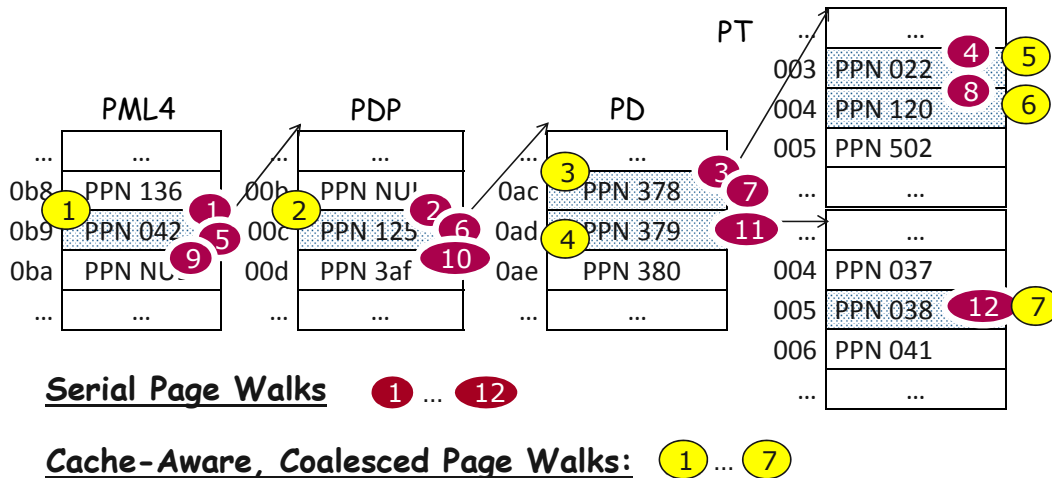 PT
... ...
4 5
003 PPN 022
8
004 PPN 120 6
005 PPN 502
... ...
PML4 PDP PD
... ... ... ... ... ...
3 3
0b8 PPN 136 00b PPN 0ac PPN 378 7
1 1 2 2
0b9 PPN 042 5 00c PPN 125 6 0ad PPN 379 11
4
9 10
0ba PPN 00d PPN 3af 0ae PPN 380
... ... ... ... ... ...
... ...
004 PPN 037
005 PPN 038 12 7
006 PPN 041
... ...
Serial Page Walks 1 ... 12
Cache-Aware, Coalesced Page Walks: 1 ... 7